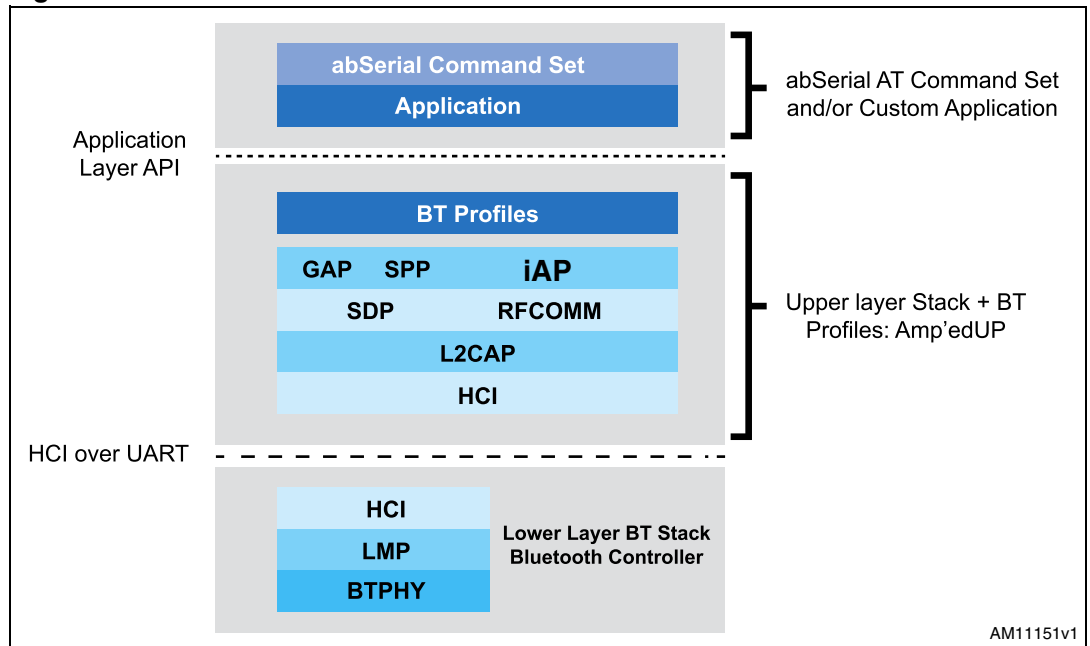 abSerial Command Set
Application
abSerial AT Command Set
and/or Custom Application
Application
Layer API
BT Profiles
GAP SPP iAP
SDP RFCOMM
L2CAP
HCI
Upper layer Stack + BT
Profiles: Amp’edUP
HCI over UART
HCI
LMP
BTPHY
Lower Layer BT Stack
Bluetooth Controller
AM11151v1